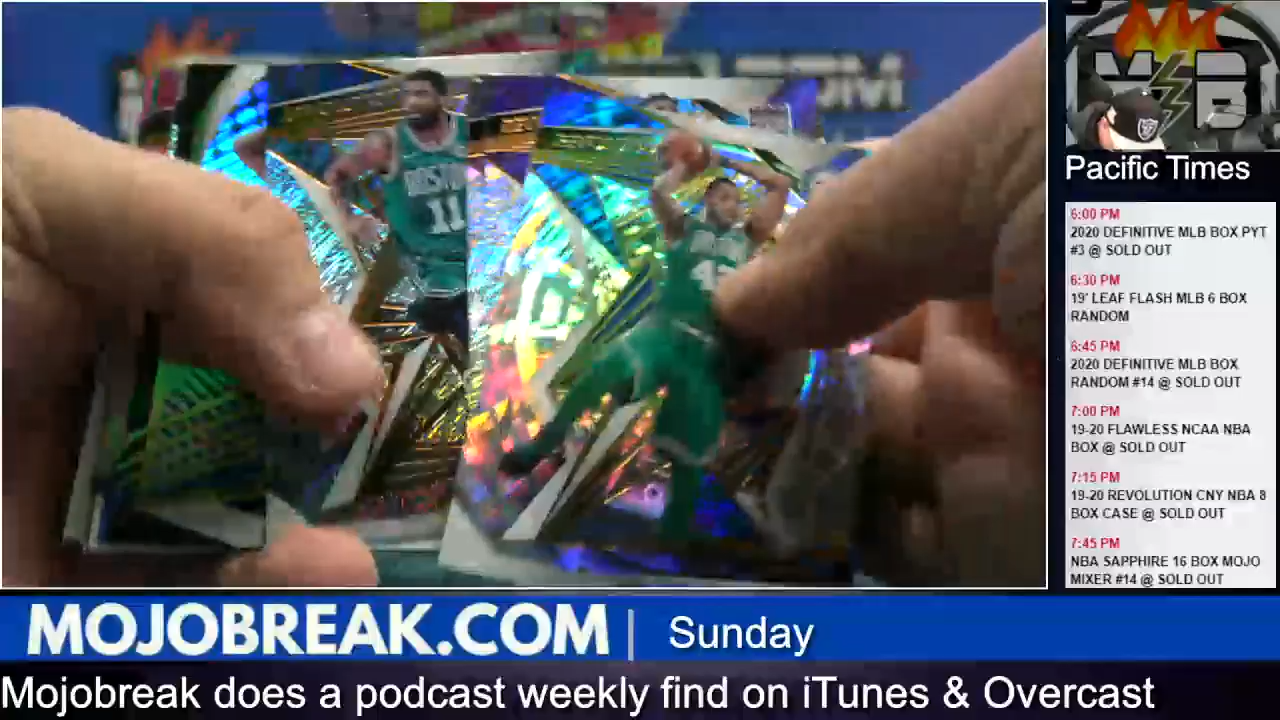 BOSTON
11
Pacific Times
6:00 PM
2020 DEFINITIVE MLB BOX PYT
#3 @ SOLD OUT
6:30 PM
19' LEAF FLASH MLB 6 BOX
RANDOM
6:45 PM
2020 DEFINITIVE MLB BOX
RANDOM #14 @ SOLD OUT
7:00 PM
19-20 FLAWLESS NCAA NBA
BOX @ SOLD OUT
7:15 PM
19-20 REVOLUTION CNY NBA 8
BOX CASE @ SOLD OUT
7:45 PM
NBA SAPPHIRE 16 BOX MOJO
MIXER #14 @ SOLD OUT
MOJOBREAK.COM | Sunday
Mojobreak does a podcast weekly find on iTunes & Overcast